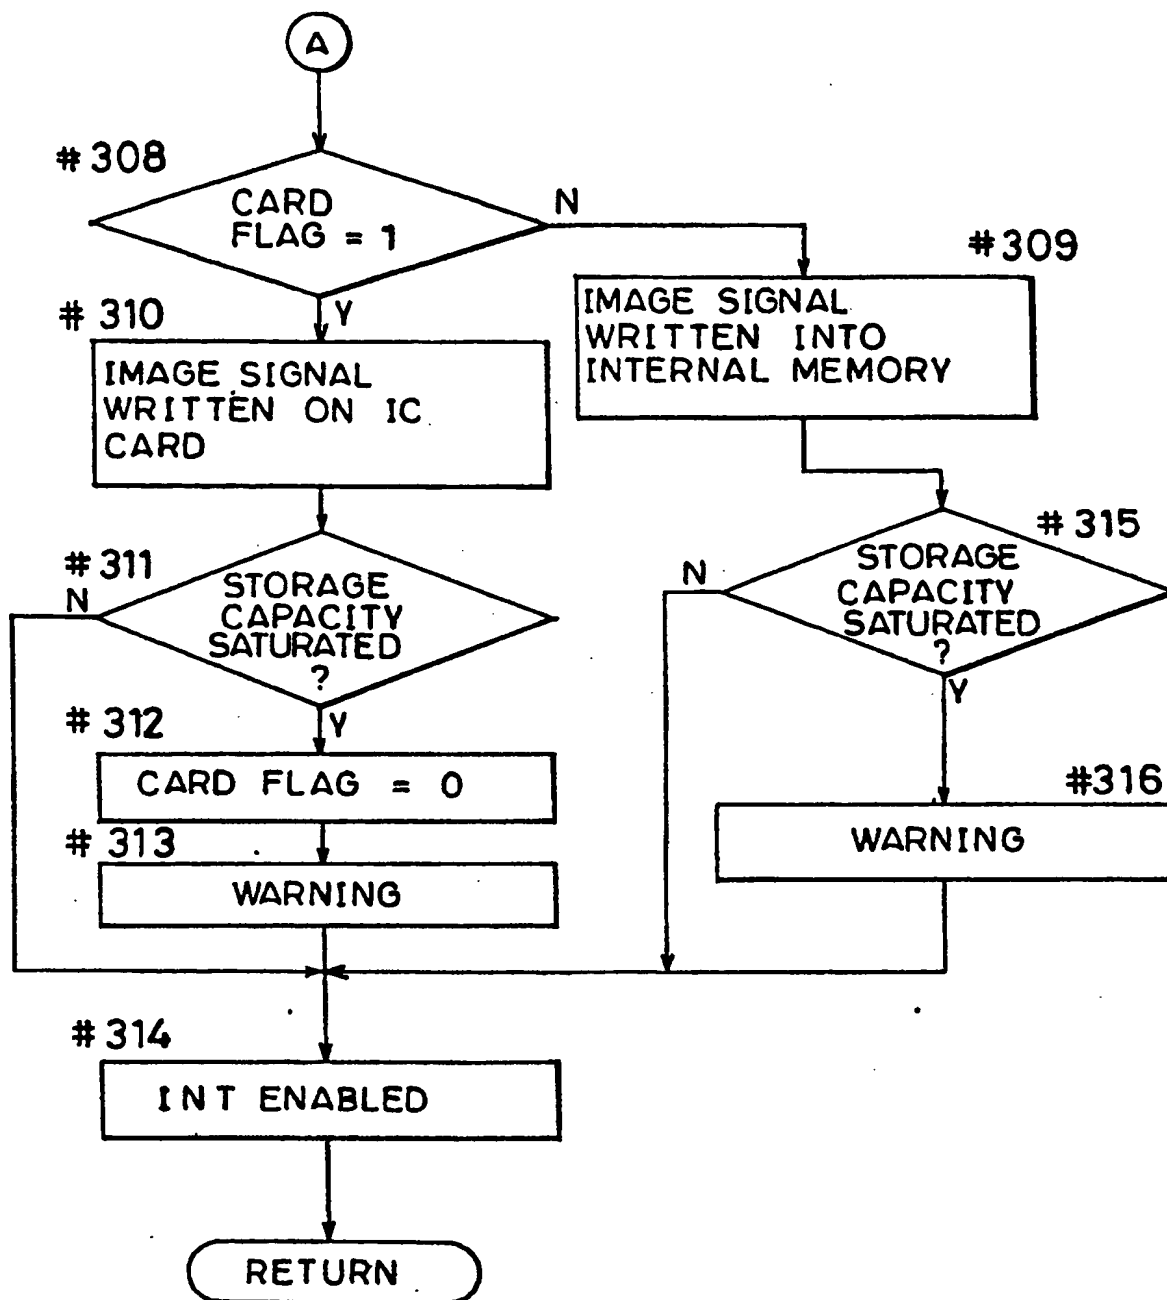 A
#308
CARD
FLAG = 1
N
Y
#309
IMAGE SIGNAL
WRITTEN INTO
INTERNAL MEMORY
#310
IMAGE SIGNAL
WRITTEN ON IC
CARD
#311
N
STORAGE
CAPACITY
SATURATED
?
Y
#315
N
STORAGE
CAPACITY
SATURATED
?
Y
#312
CARD FLAG = 0
#313
WARNING
#316
WARNING
#314
INT ENABLED
RETURN